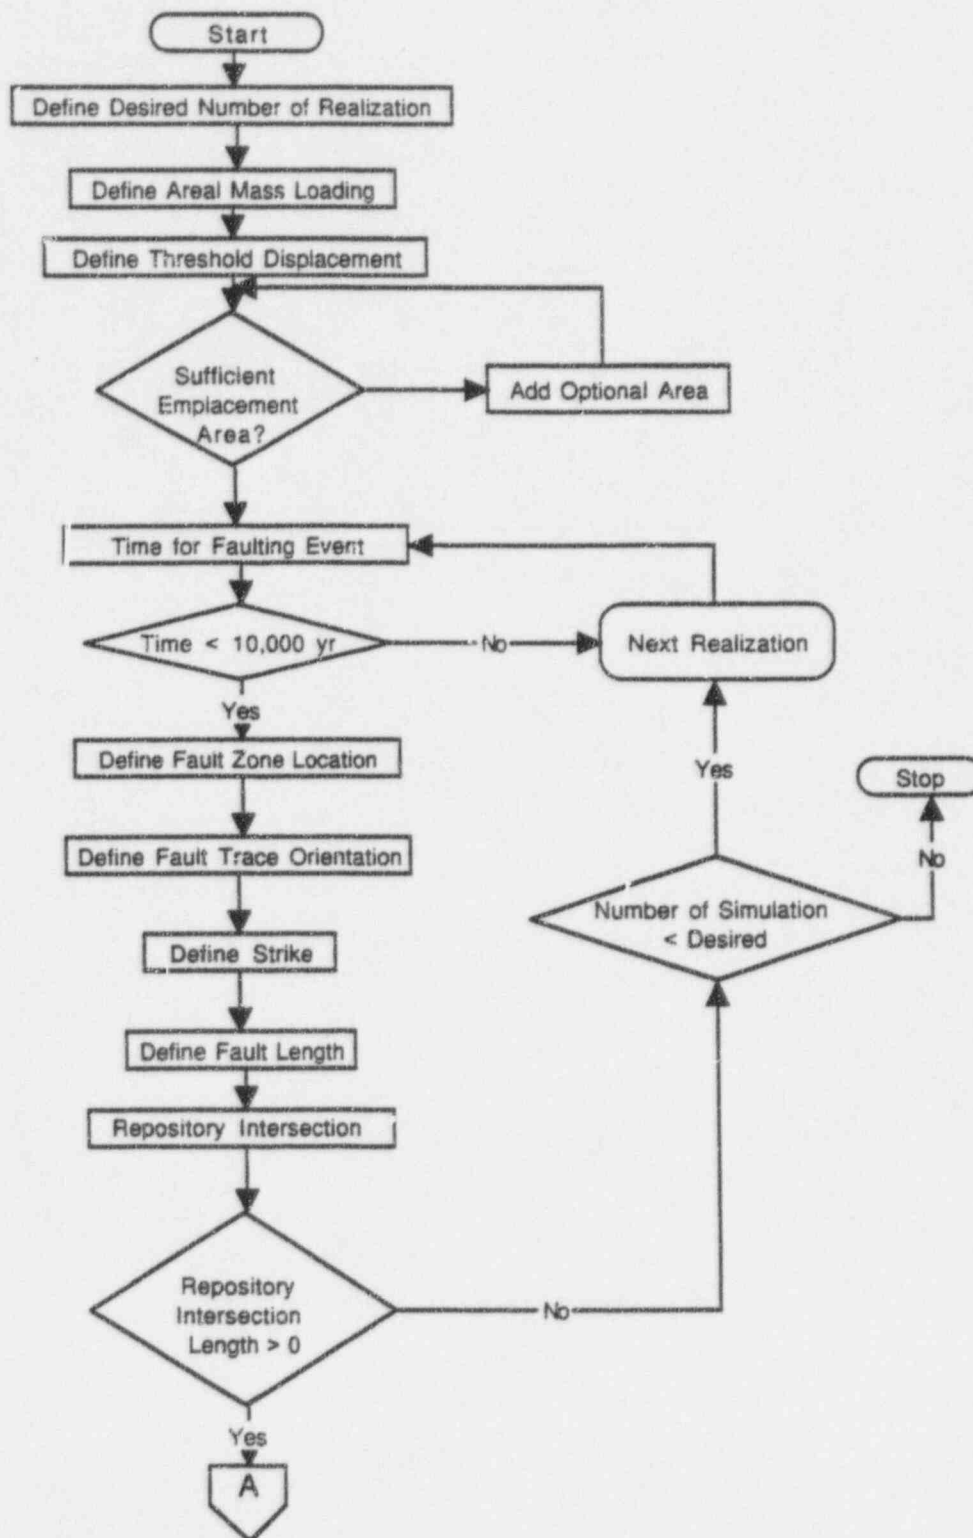 Start
Define Desired Number of Realization
Define Areal Mass Loading
Define Threshold Displacement
Sufficient
Emplacement
Area?
Add Optional Area
Time for Faulting Event
Time < 10,000 yr
No
Next Realization
Yes
Define Fault Zone Location
Yes
Stop
Define Fault Trace Orientation
No
Number of Simulation
< Desired
Define Strike
Define Fault Length
Repository Intersection
Repository
Intersection
Length > 0
No
Yes
A